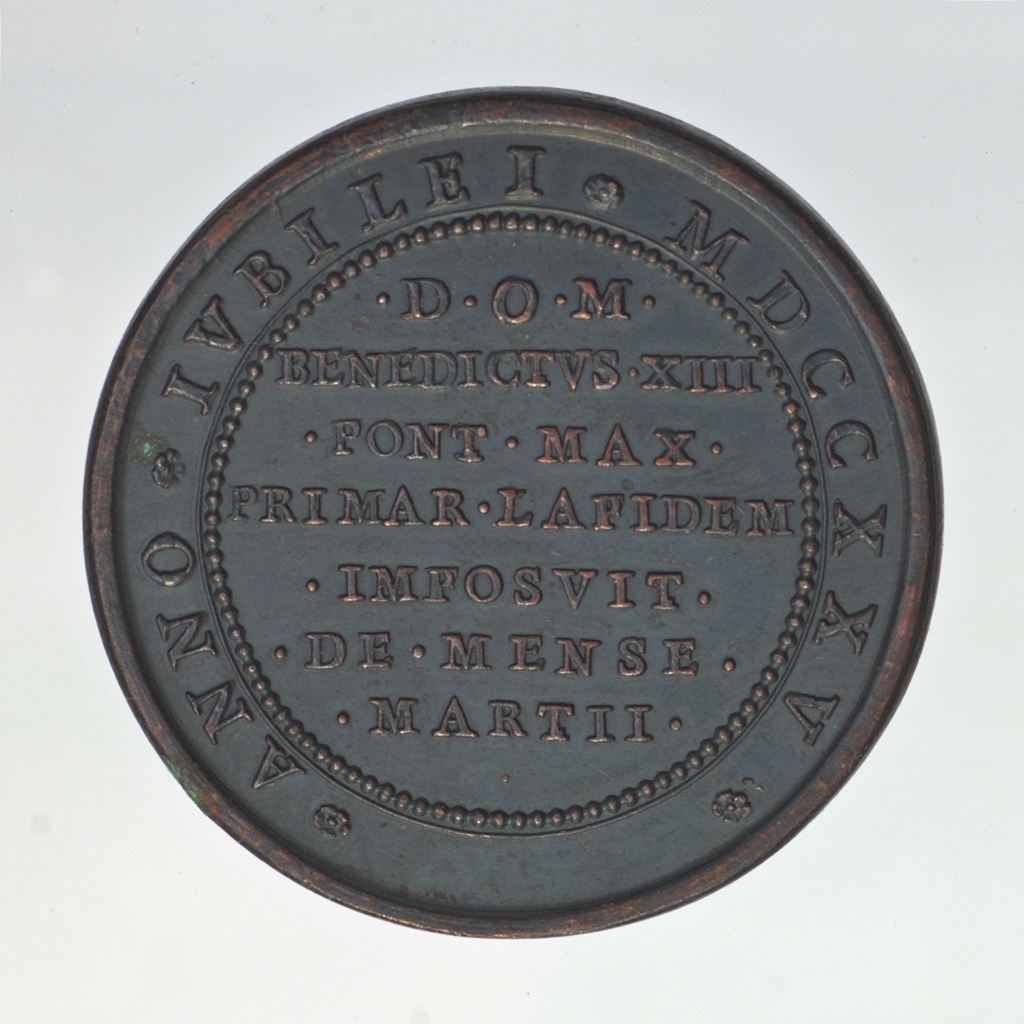 ANNO IVBILEI MDCCXXV
·D·O·M·
BENEDICTVS·XIII
·PONT·MAX·
PRIMAR·LAPIDEM
·IMPOSVIT·
·DE·MENSE·
·MARTII·